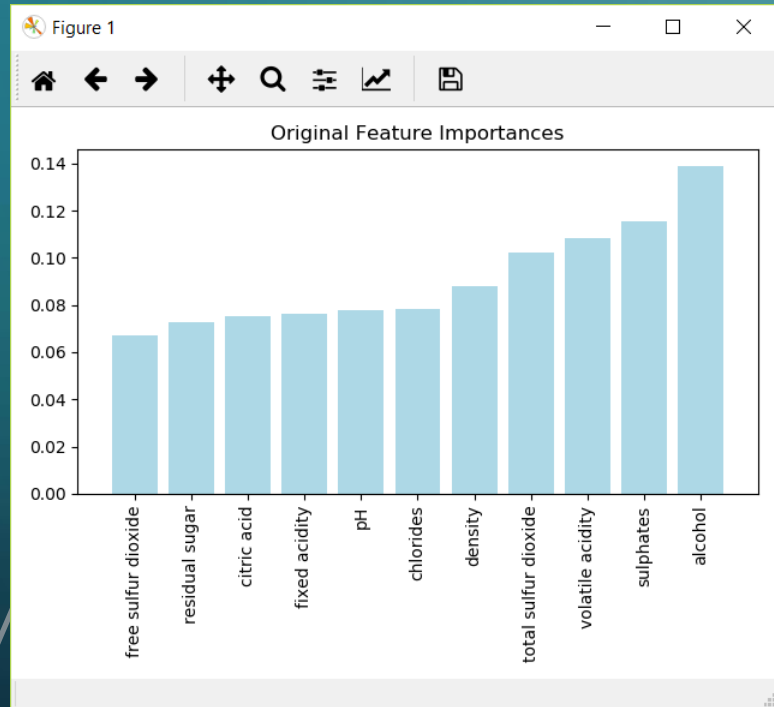 Figure 1
Original Feature Importances
0.14
0.12
0.10
0.08
0.06
0.04
0.02
0.00
free sulfur dioxide
residual sugar
citric acid
fixed acidity
pH
chlorides
density
total sulfur dioxide
volatile acidity
sulphates
alcohol